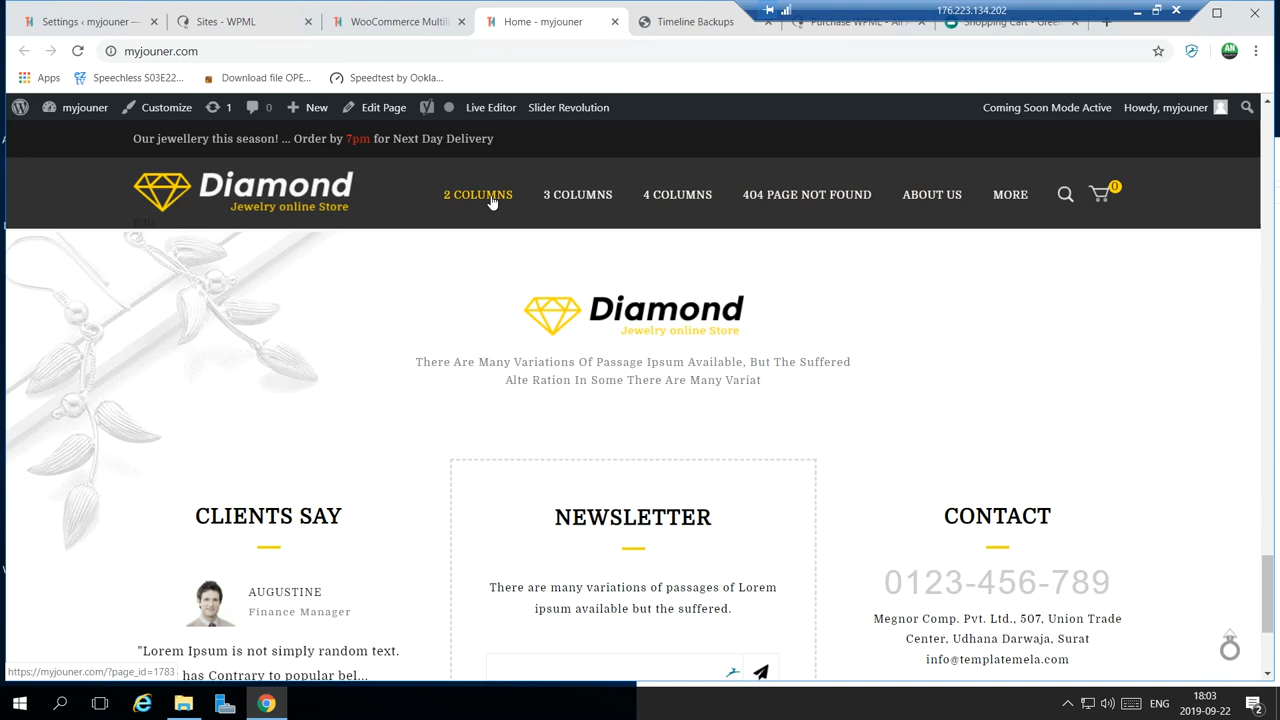 176.223.134.202
Settings - myjouner —
Sites - WPML
WooCommerce Multili
Home - myjouner
Timeline Backups
Purchase WPML - All
Shopping Cart - Green
myjouner.com
Apps
Speechless S03E22...
Download file OPE...
Speedtest by Ookla...
myjouner
Customize
1
0
New
Edit Page
Live Editor
Slider Revolution
Coming Soon Mode Active
Howdy, myjouner
AN
Our jewellery this season! ... Order by 7pm for Next Day Delivery
Diamond
Jewelry online Store
2 COLUMNS
3 COLUMNS
4 COLUMNS
404 PAGE NOT FOUND
ABOUT US
MORE
0
Diamond
Jewelry online Store
There Are Many Variations Of Passage Ipsum Available, But The Suffered
Alte Ration In Some There Are Many Variat
CLIENTS SAY
AUGUSTINE
Finance Manager
"Lorem Ipsum is not simply random text.
has Contrary to popular bel...
NEWSLETTER
There are many variations of passages of Lorem
ipsum available but the suffered.
CONTACT
0123-456-789
Megnor Comp. Pvt. Ltd., 507, Union Trade
Center, Udhana Darwaja, Surat
info@templatemela.com
https://myjouner.com/?page_id=1783
ENG
18:03
2019-09-22
2